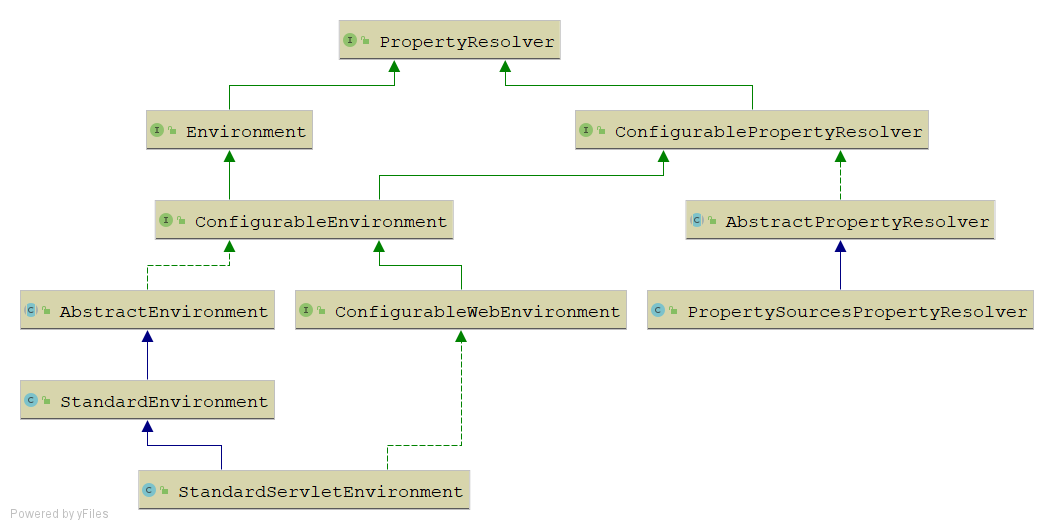 PropertyResolver
Environment
ConfigurablePropertyResolver
ConfigurableEnvironment
AbstractPropertyResolver
AbstractEnvironment
ConfigurableWebEnvironment
PropertySourcesPropertyResolver
StandardEnvironment
StandardServletEnvironment
Powered by yFiles